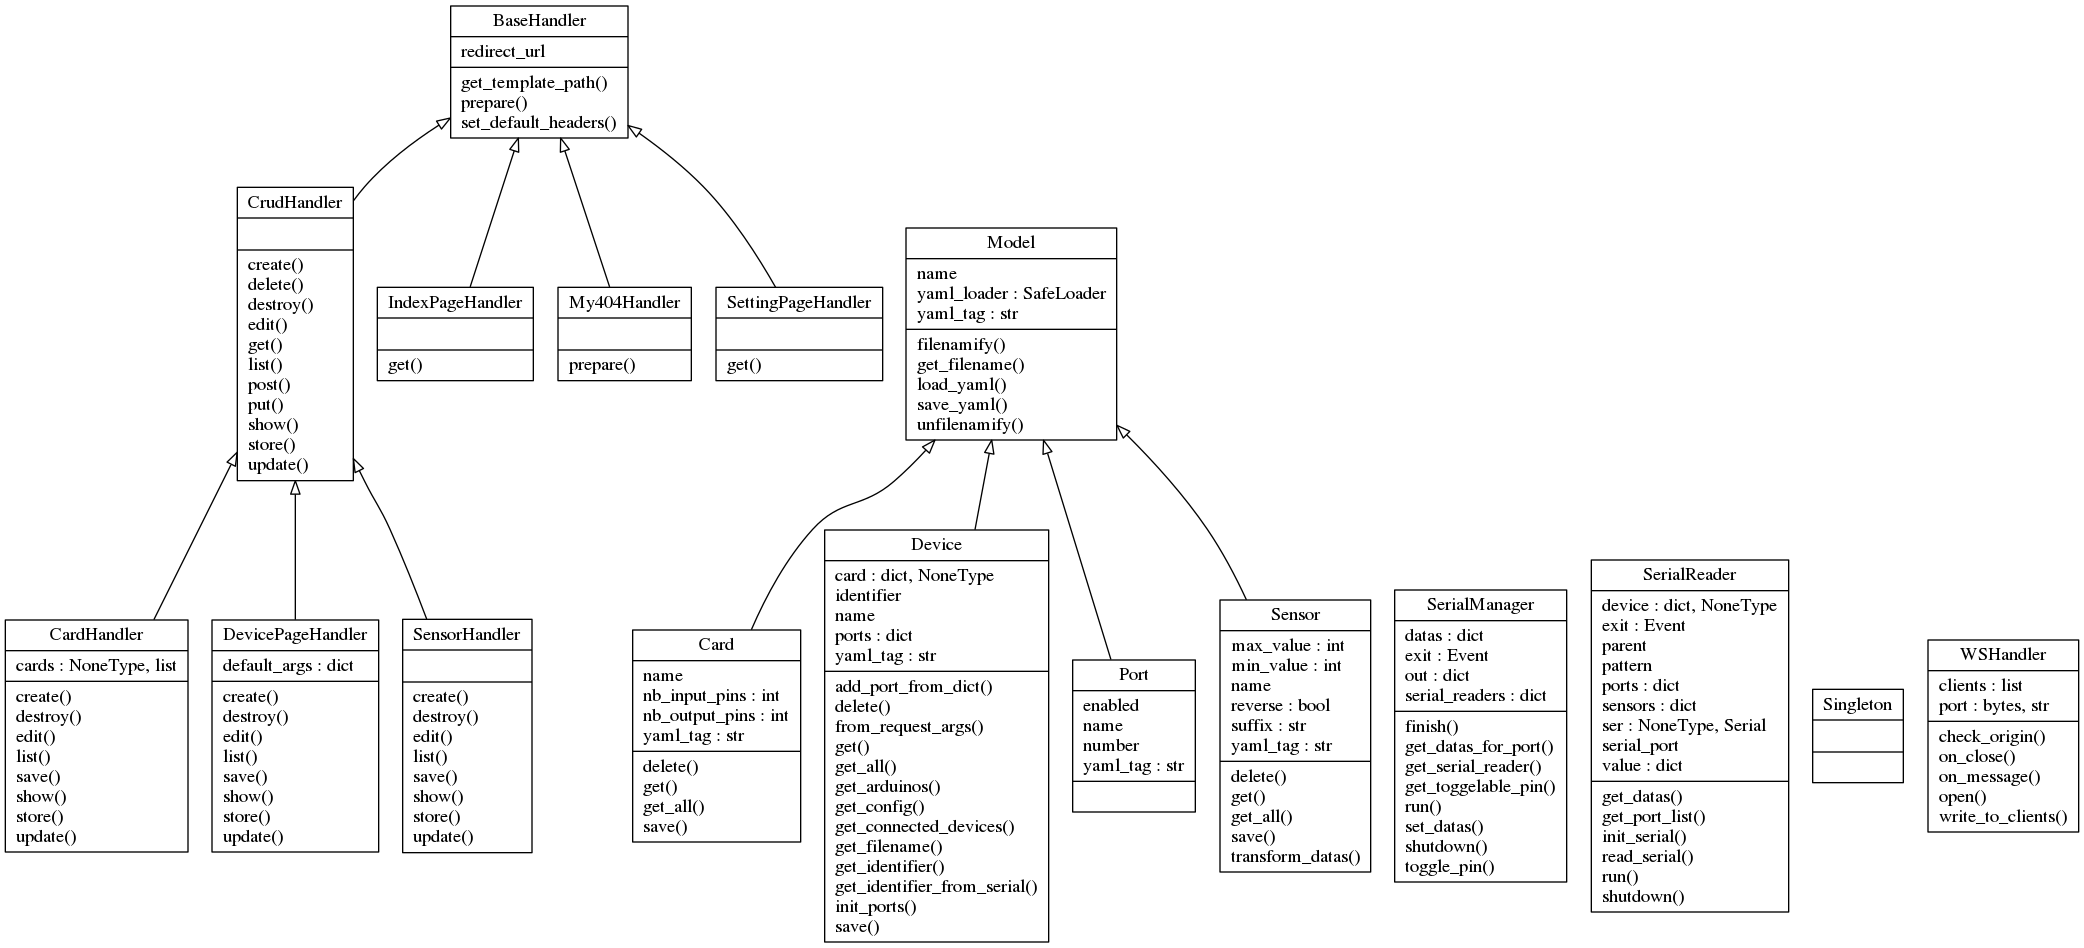 BaseHandler
redirect_url
get_template_path()
prepare()
set_default_headers()
CrudHandler
create()
delete()
destroy()
edit()
get()
list()
post()
put()
show()
store()
update()
IndexPageHandler
get()
My404Handler
prepare()
SettingPageHandler
get()
Model
name
yaml_loader : SafeLoader
yaml_tag : str
filenamify()
get_filename()
load_yaml()
save_yaml()
unfilenamify()
CardHandler
cards : NoneType, list
create()
destroy()
edit()
list()
save()
show()
store()
update()
DevicePageHandler
default_args : dict
create()
destroy()
edit()
list()
save()
show()
store()
update()
SensorHandler
create()
destroy()
edit()
list()
save()
show()
store()
update()
Card
name
nb_input_pins : int
nb_output_pins : int
yaml_tag : str
delete()
get()
get_all()
save()
Device
card : dict, NoneType
identifier
name
ports : dict
yaml_tag : str
add_port_from_dict()
delete()
from_request_args()
get()
get_all()
get_arduinos()
get_config()
get_connected_devices()
get_filename()
get_identifier()
get_identifier_from_serial()
init_ports()
save()
Port
enabled
name
number
yaml_tag : str
Sensor
max_value : int
min_value : int
name
reverse : bool
suffix : str
yaml_tag : str
delete()
get()
get_all()
save()
transform_datas()
SerialManager
datas : dict
exit : Event
out : dict
serial_readers : dict
finish()
get_datas_for_port()
get_serial_reader()
get_toggelable_pin()
run()
set_datas()
shutdown()
toggle_pin()
SerialReader
device : dict, NoneType
exit : Event
parent
pattern
ports : dict
sensors : dict
ser : NoneType, Serial
serial_port
value : dict
get_datas()
get_port_list()
init_serial()
read_serial()
run()
shutdown()
Singleton
WSHandler
clients : list
port : bytes, str
check_origin()
on_close()
on_message()
open()
write_to_clients()